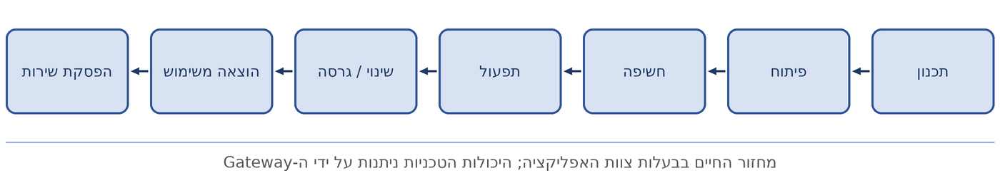 תכנון
פיתוח
חשיפה
תפעול
שינוי / גרסה
הוצאה משימוש
הפסקת שירות
מחזור החיים בבעלות צוות האפליקציה; היכולות הטכניות ניתנות על ידי ה-Gateway